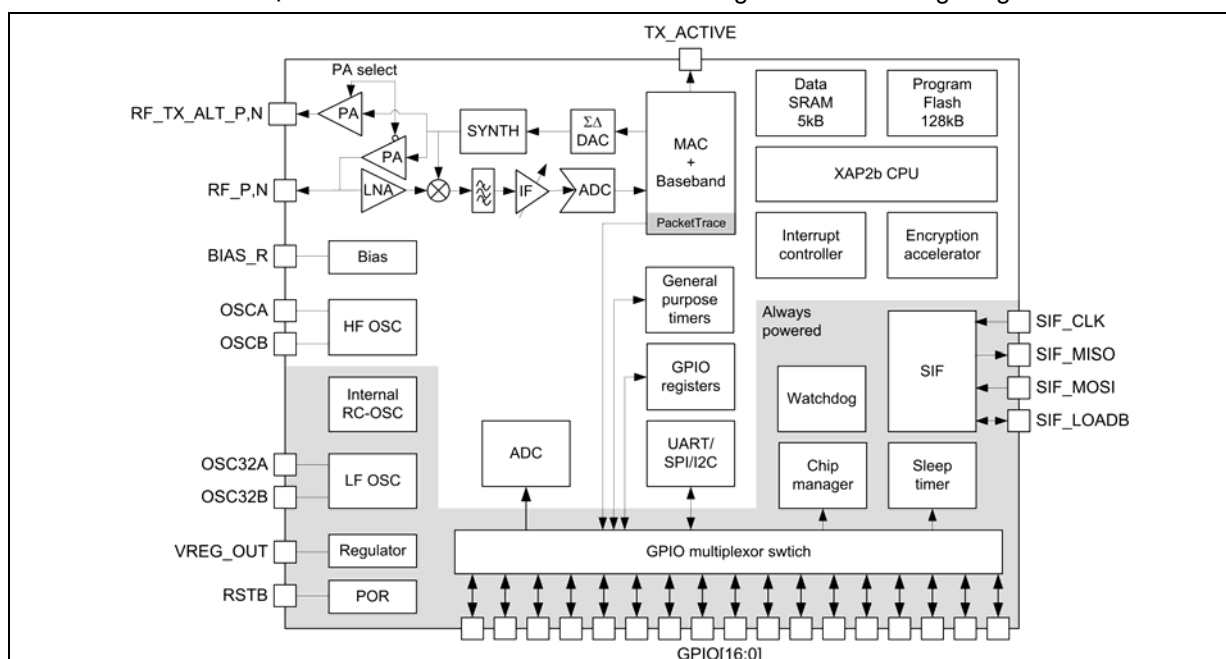 TX_ACTIVE
PA select
RF_TX_ALT_P,N
PA
SYNTH
ΣΔ
DAC
MAC
+
Baseband
PacketTrace
Data
SRAM
5kB
Program
Flash
128kB
PA
XAP2b CPU
RF_P,N
LNA
IF
ADC
Interrupt
controller
Encryption
accelerator
BIAS_R
Bias
General
purpose
timers
OSCA
OSCB
HF OSC
Always
powered
SIF
SIF_CLK
SIF_MISO
SIF_MOSI
SIF_LOADB
GPIO
registers
Watchdog
Internal
RC-OSC
ADC
UART/
SPI/I2C
Chip
manager
Sleep
timer
OSC32A
OSC32B
LF OSC
VREG_OUT
Regulator
GPIO multiplexor swtich
RSTB
POR
GPIO[16:0]